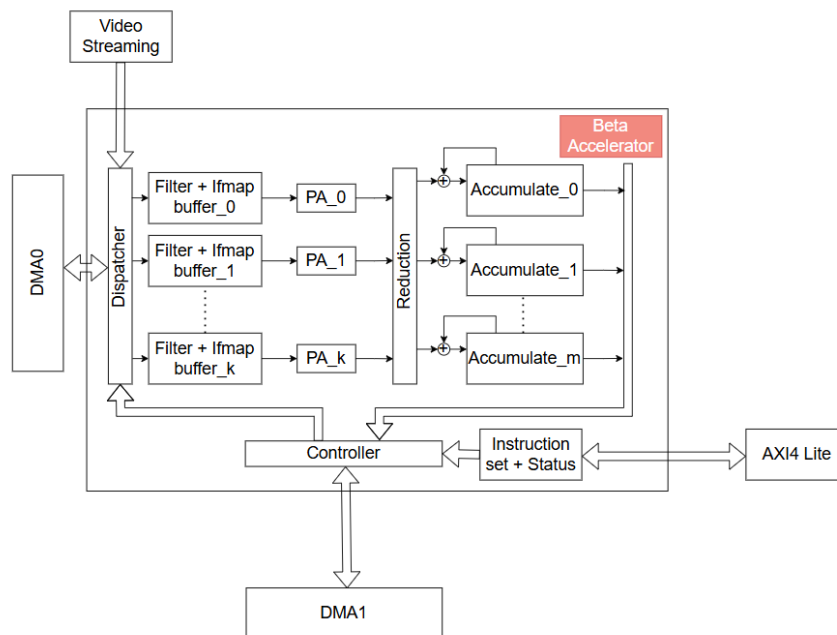 Video
Streaming
Beta
Accelerator
DMA0
Dispatcher
Filter + Ifmap
buffer_0
PA_0
Reduction
+
Accumulate_0
Filter + Ifmap
buffer_1
PA_1
+
Accumulate_1
Filter + Ifmap
buffer_k
PA_k
+
Accumulate_m
Controller
Instruction
set + Status
AXI4 Lite
DMA1